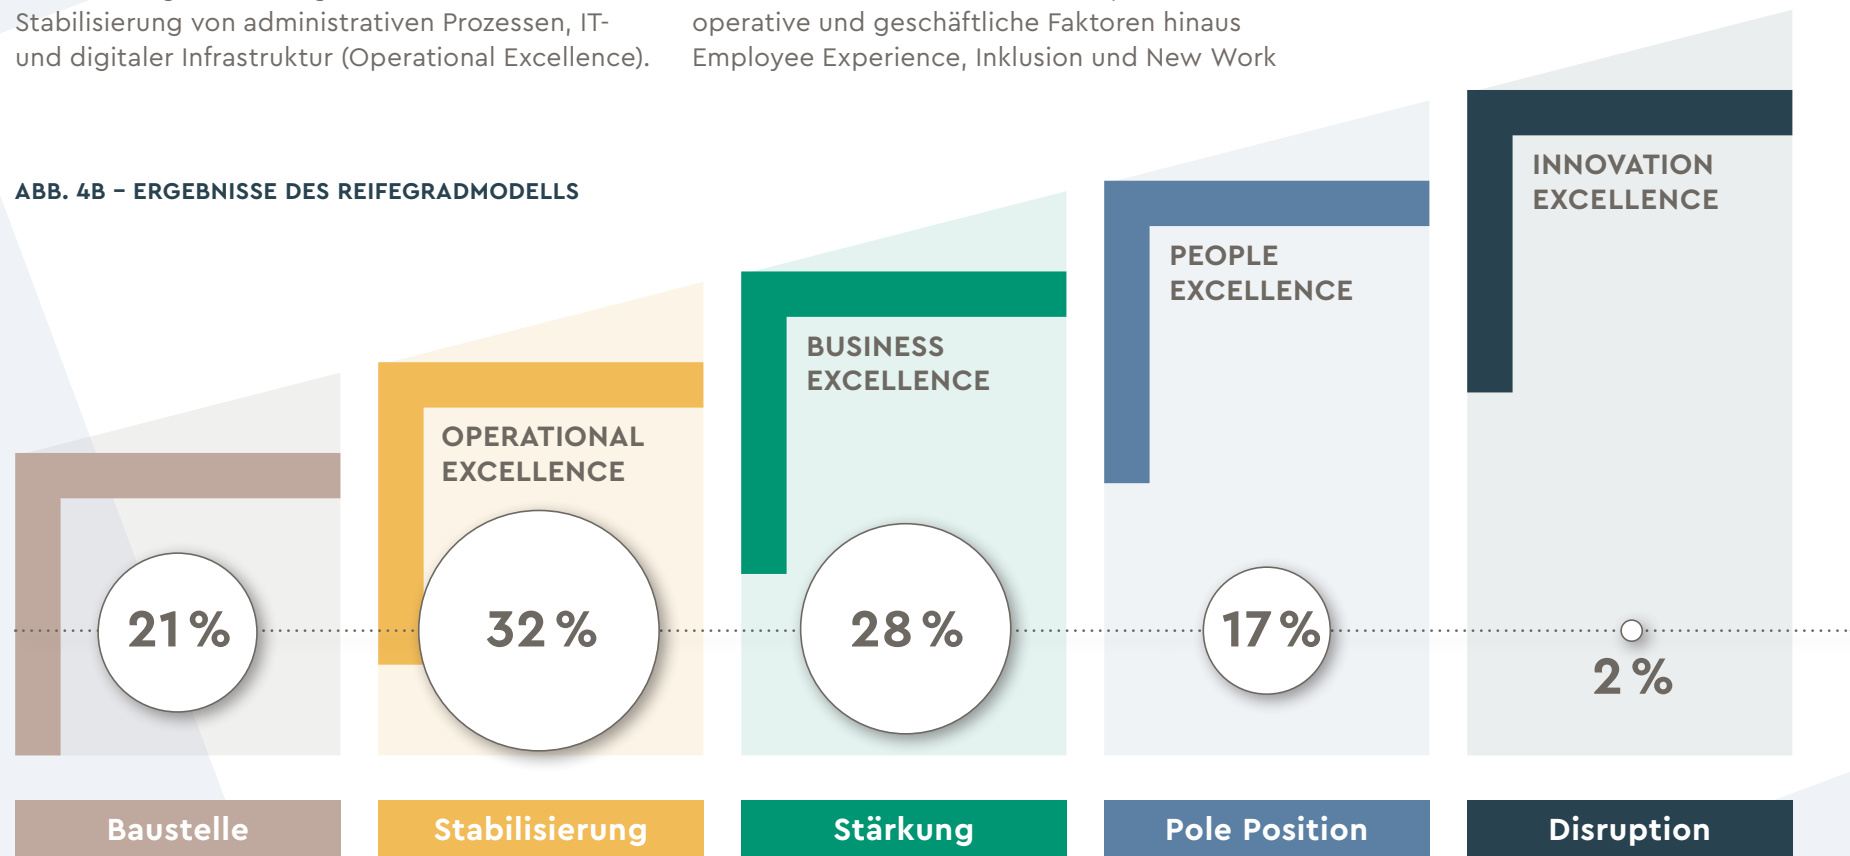 Stabilisierung von administrativen Prozessen, IT-
und digitaler Infrastruktur (Operational Excellence).
operative und geschäftliche Faktoren hinaus
Employee Experience, Inklusion und New Work
ABB. 4B – ERGEBNISSE DES REIFEGRADMODELLS
OPERATIONAL
EXCELLENCE
BUSINESS
EXCELLENCE
PEOPLE
EXCELLENCE
INNOVATION
EXCELLENCE
21 %
32 %
28 %
17 %
2 %
Baustelle
Stabilisierung
Stärkung
Pole Position
Disruption